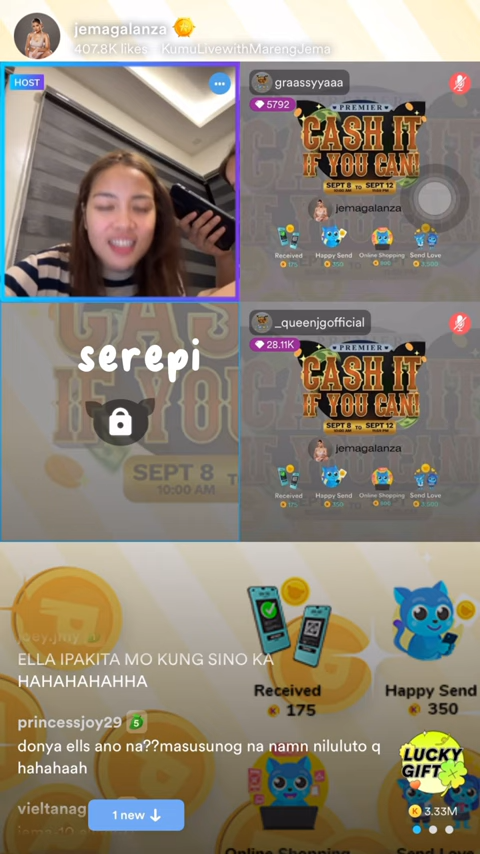 jemagalanza
407.8K likes KumuLivewithMarengJema
HOST
graassyyaaa
5792
PREMIER
CASH IT
IF YOU CAN!
SEPT 8 TO SEPT 12
jemagalanza
Received Happy Send Online Shopping Send Love
175 350
serepi
SEPT 8 T
10:00 AM
_queenjgofficial
28.11K
PREMIER
CASH IT
IF YOU CAN!
SEPT 8 TO SEPT 12
jemagalanza
Received Happy Send Online Shopping Send Love
ELLA IPAKITA MO KUNG SINO KA
HAHAHAHAHHA
Received Happy Send
K 175 K 350
princessjoy29 5
donya ells ano na??masusunog na namn niluluto q
hahahaah
LUCKY
GIFT
K 3.33M
vieltanag
1 new ↓